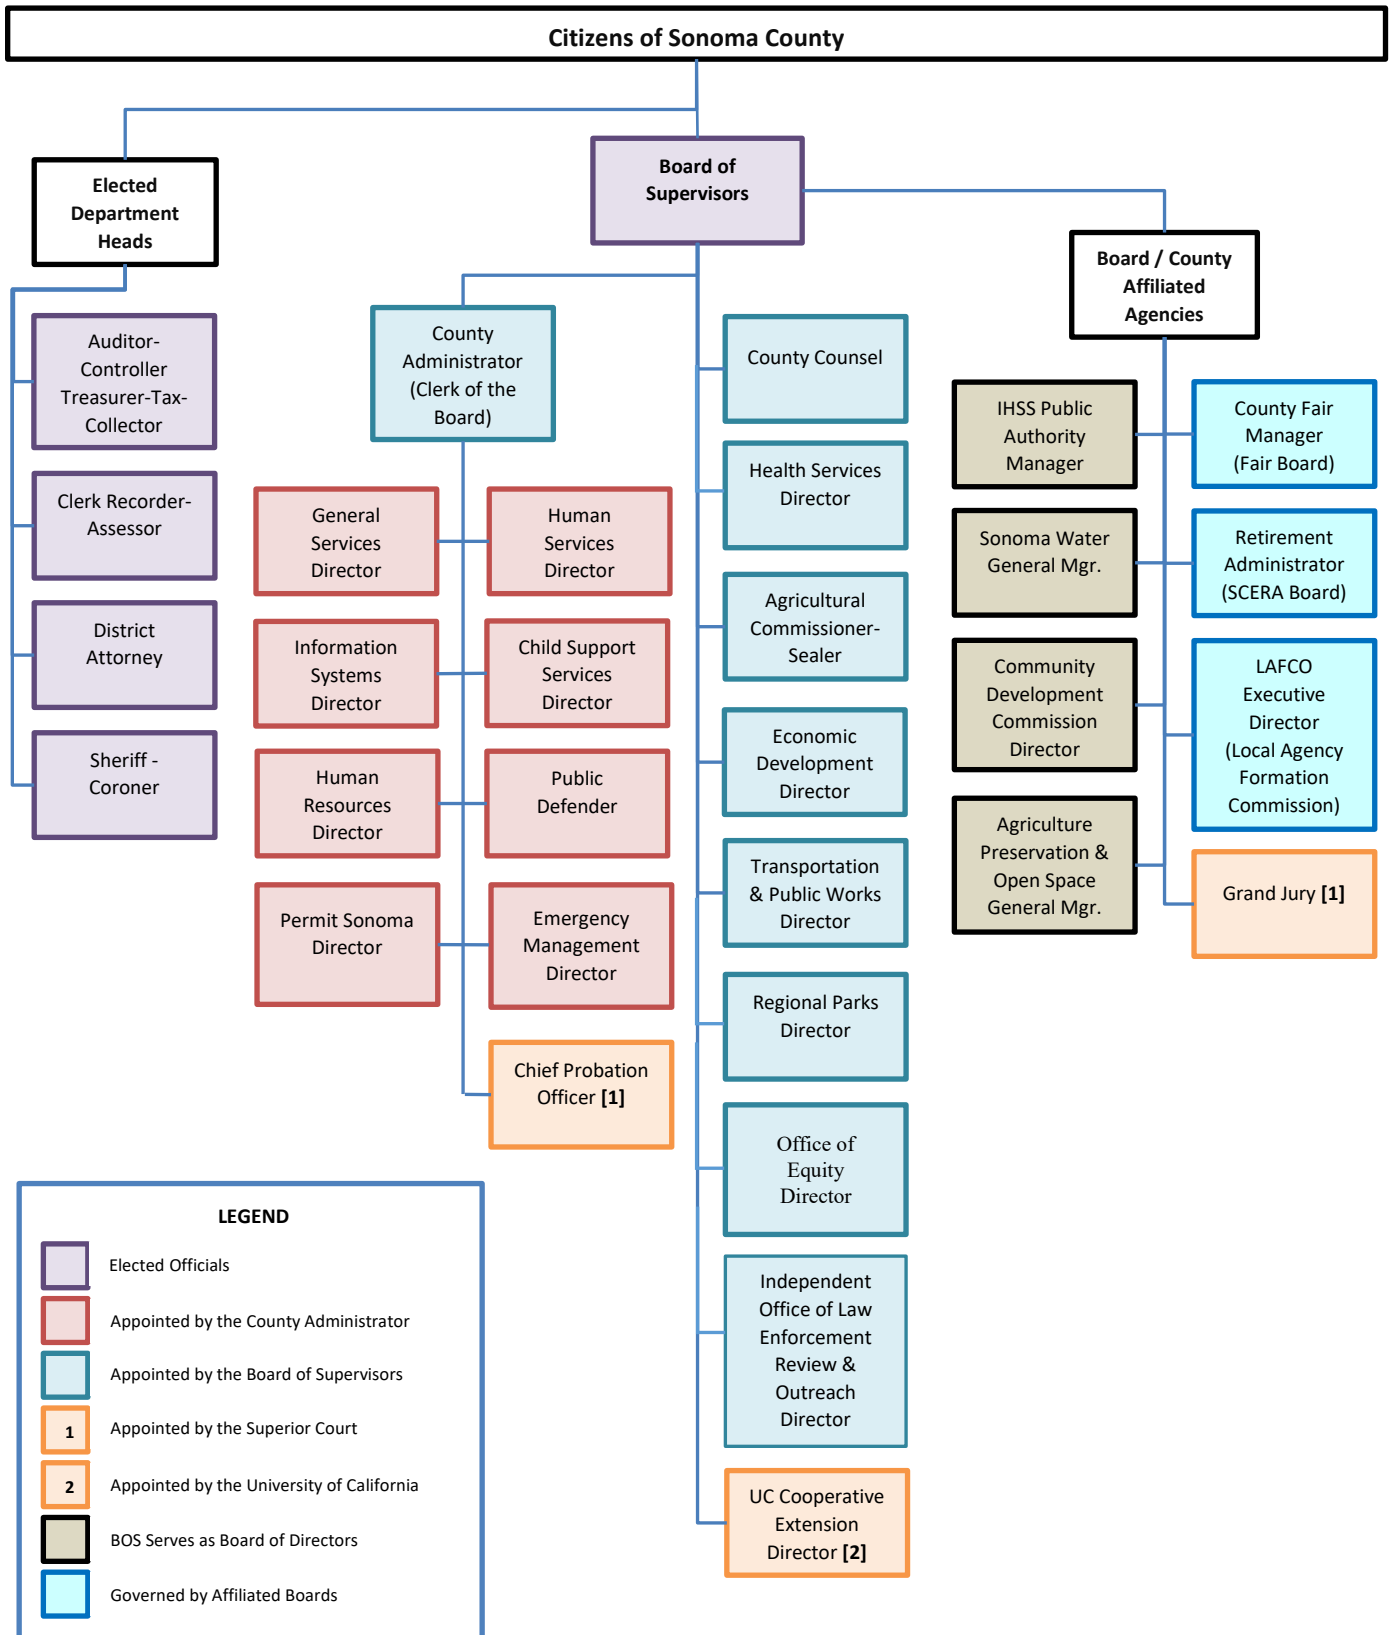 Citizens of Sonoma County
Elected
Department
Heads
Auditor-
Controller
Treasurer-Tax-
Collector
Clerk Recorder-
Assessor
District
Attorney
Sheriff -
Coroner
Board of
Supervisors
County
Administrator
(Clerk of the
Board)
General
Services
Director
Human
Services
Director
Information
Systems
Director
Child Support
Services
Director
Human
Resources
Director
Public
Defender
Permit Sonoma
Director
Emergency
Management
Director
Chief Probation
Officer [1]
County Counsel
Health Services
Director
Agricultural
Commissioner-
Sealer
Economic
Development
Director
Transportation
& Public Works
Director
Regional Parks
Director
Office of
Equity
Director
Independent
Office of Law
Enforcement
Review &
Outreach
Director
UC Cooperative
Extension
Director [2]
Board / County
Affiliated
Agencies
IHSS Public
Authority
Manager
County Fair
Manager
(Fair Board)
Sonoma Water
General Mgr.
Retirement
Administrator
(SCERA Board)
Community
Development
Commission
Director
LAFCO
Executive
Director
(Local Agency
Formation
Commission)
Agriculture
Preservation &
Open Space
General Mgr.
Grand Jury [1]
LEGEND
Elected Officials
Appointed by the County Administrator
Appointed by the Board of Supervisors
1 Appointed by the Superior Court
2 Appointed by the University of California
BOS Serves as Board of Directors
Governed by Affiliated Boards